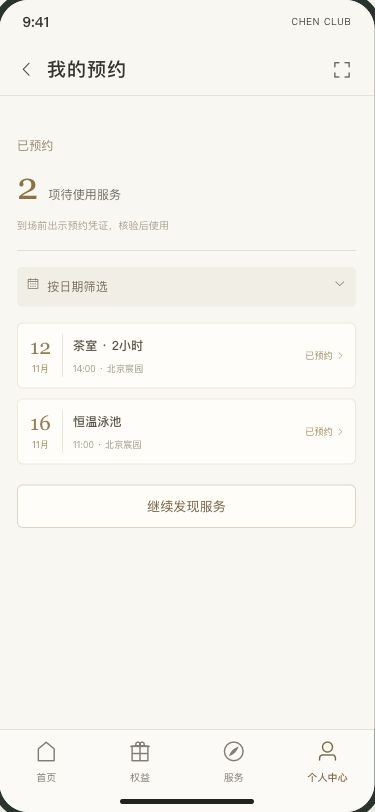 9:41
CHEN CLUB
我的预约
已预约
2 项待使用服务
到场前出示预约凭证，核验后使用
按日期筛选
12
11月
茶室 · 2小时
14:00 · 北京宸园
已预约
16
11月
恒温泳池
11:00 · 北京宸园
已预约
继续发现服务
首页
权益
服务
个人中心